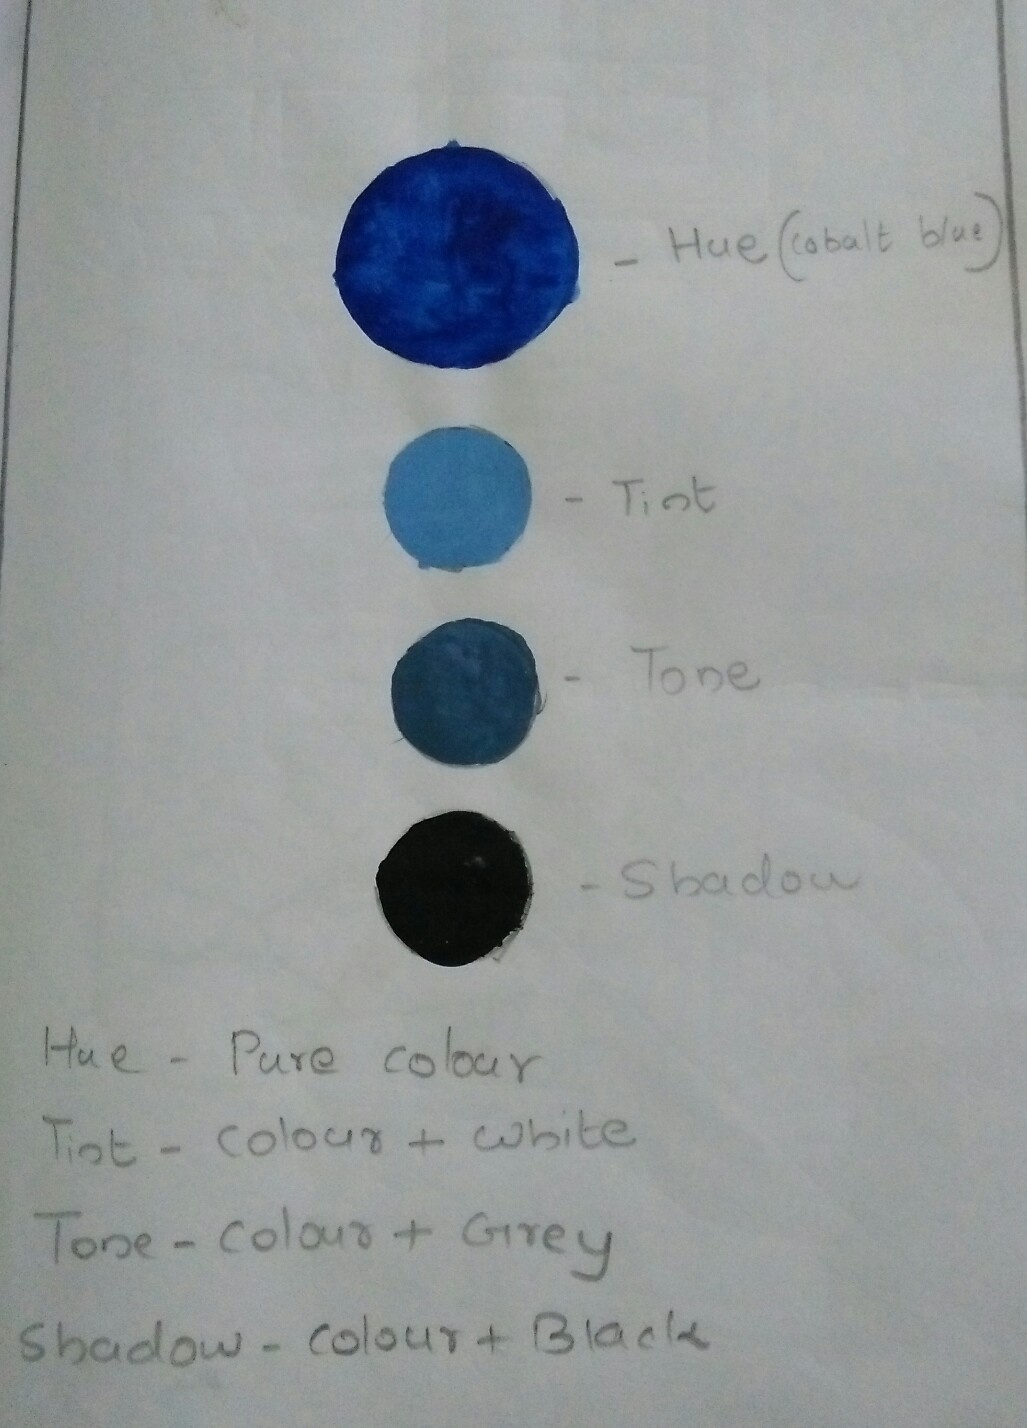 - Hue (cobalt blue)
- Tint
- Tone
- Shadow
Hue - Pure colour
Tint - colour + white
Tone - colour + Grey
Shadow - colour + Black